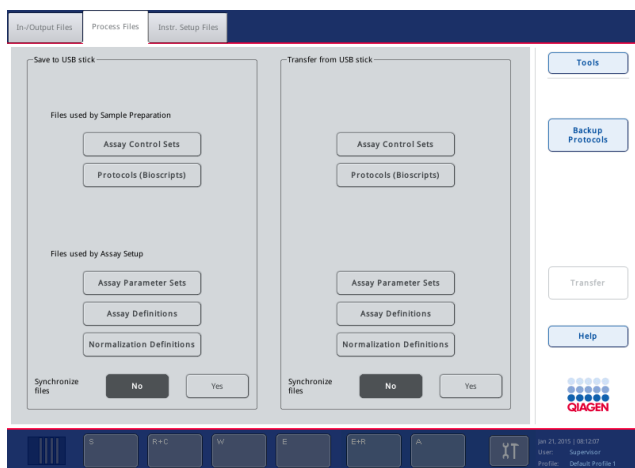 In-/Output Files
Process Files
Instr. Setup Files
Save to USB stick
Transfer from USB stick
Tools
Files used by Sample Preparation
Backup
Protocols
Assay Control Sets
Assay Control Sets
Protocols (Bioscripts)
Protocols (Bioscripts)
Files used by Assay Setup
Assay Parameter Sets
Assay Parameter Sets
Transfer
Assay Definitions
Assay Definitions
Normalization Definitions
Normalization Definitions
Help
Synchronize
files
No
Yes
Synchronize
files
No
Yes
QIAGEN
S
R+C
W
E
E+R
A
Jan 21, 2015 | 08:12:07
User: Supervisor
Profile: Default Profile 1